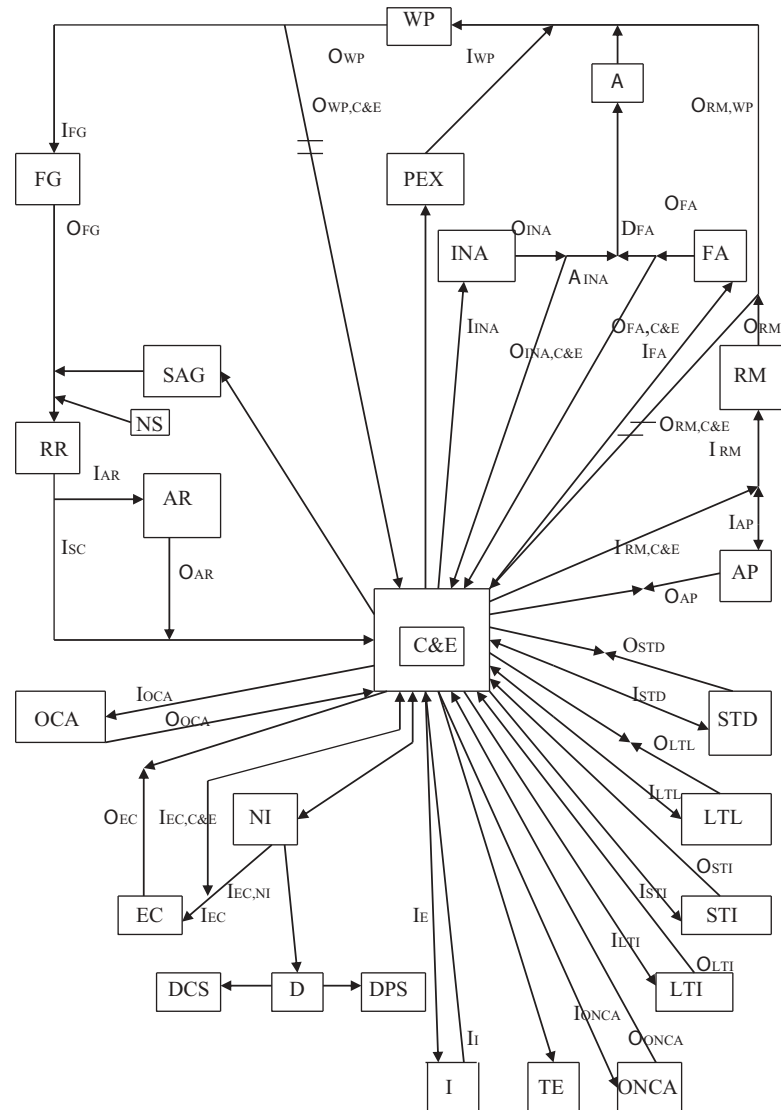 WP
OWP
IWP
A
OWP,C&E
ORM,WP
IFG
FG
PEX
OFA
OFG
OINA
DFA
INA
FA
AINA
IINA
OFA,C&E
ORM
OINA,C&E
IFA
SAG
RM
NS
ORM,C&E
RR
IRM
IAR
AR
IAP
ISC
IRM,C&E
OAR
AP
OAP
C&E
OSTD
IOCA
ISTD
OCA
OOCA
STD
OLTL
ILTL
OEC
IEC,C&E
NI
LTL
OSTI
IEC,NI
ISTI
EC
IEC
IE
STI
ILTI
OLTI
DCS
D
DPS
LTI
IONCA
II
OONCA
I
TE
ONCA